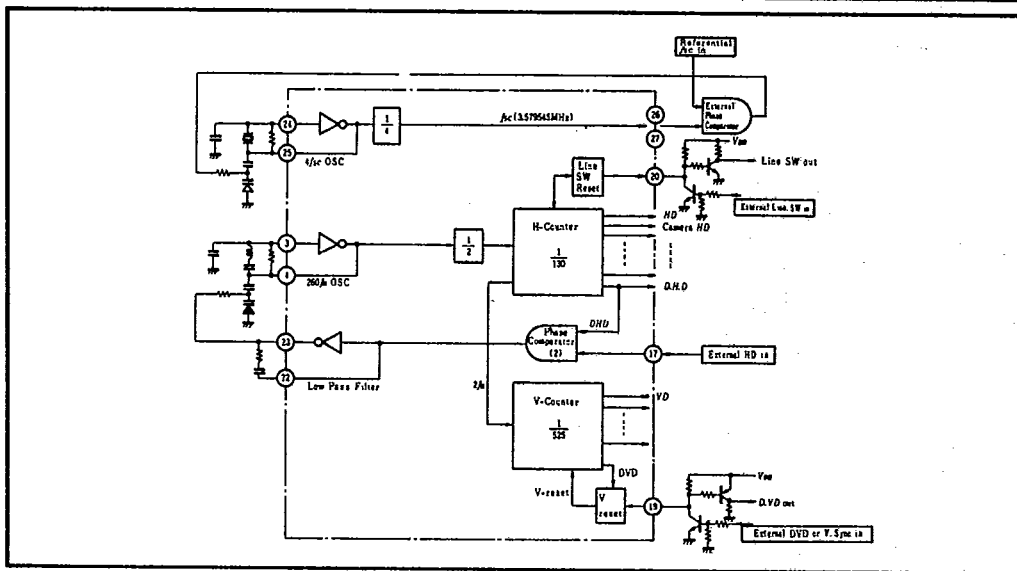 Referential
fsc in
External
Phase
Comparator
24
1/4
fsc (3.579545MHz)
26
27
25
4fsc OSC
VDD
Line SW out
Line
SW
Reset
20
External Line SW in
HD
Camera HD
3
1/2
H-Counter
1/130
4
260fH OSC
D.H.D
DHD
Phase
Comparator
(2)
23
17
External HD in
22
Low Pass Filter
2fH
VD
V-Counter
1/525
DVD
V-reset
V
reset
19
VDD
D.VD out
External DVD or V.Sync in